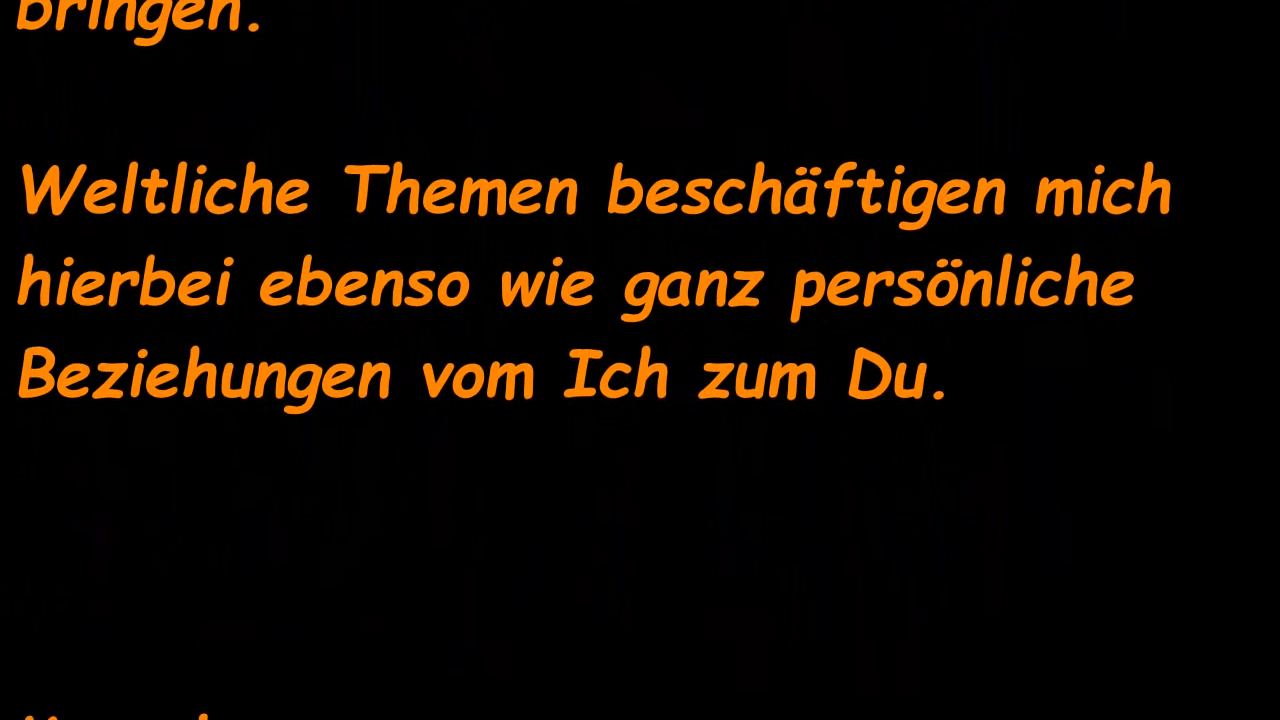 bringen.
Weltliche Themen beschäftigen mich
hierbei ebenso wie ganz persönliche
Beziehungen vom Ich zum Du.